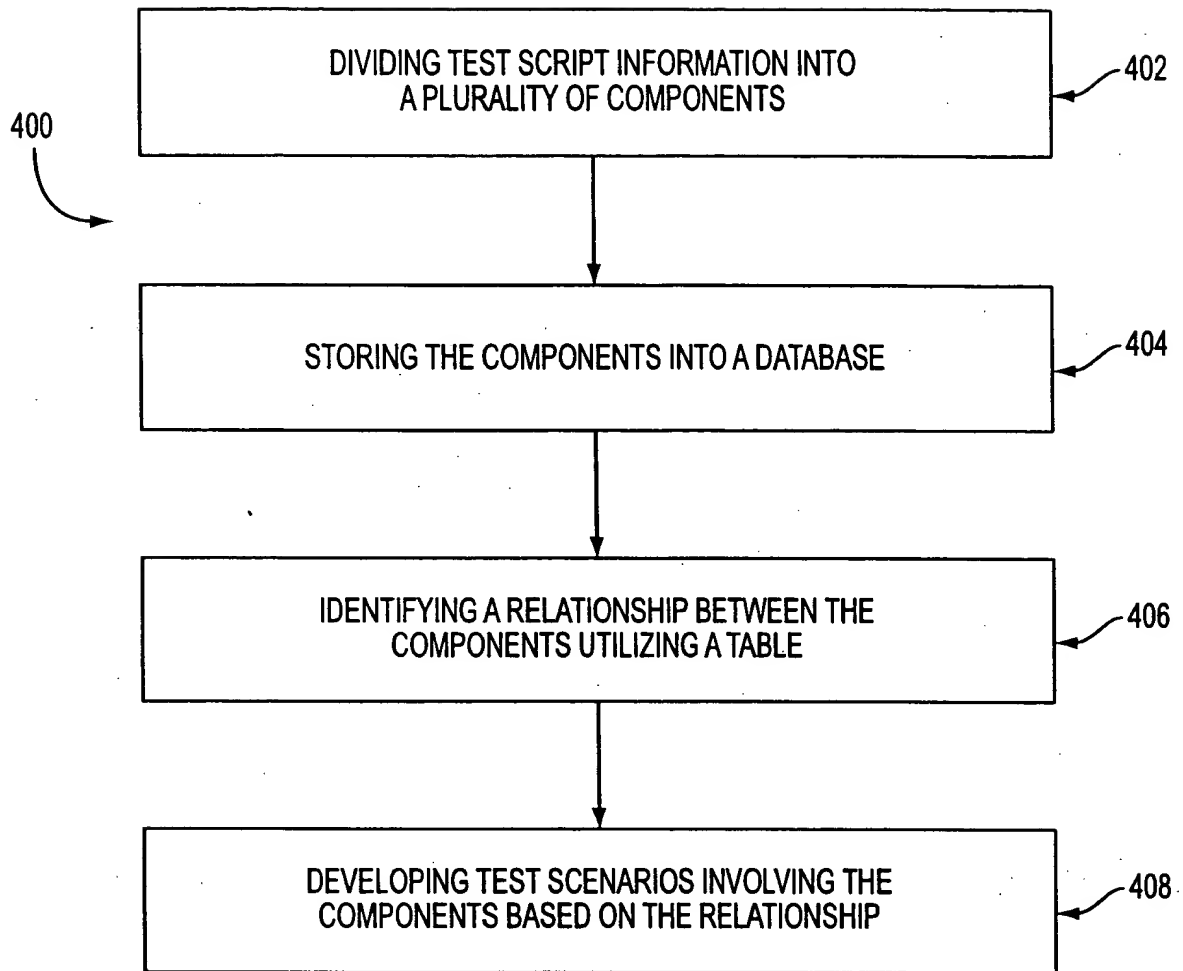 DIVIDING TEST SCRIPT INFORMATION INTO
A PLURALITY OF COMPONENTS
402
400
STORING THE COMPONENTS INTO A DATABASE
404
IDENTIFYING A RELATIONSHIP BETWEEN THE
COMPONENTS UTILIZING A TABLE
406
DEVELOPING TEST SCENARIOS INVOLVING THE
COMPONENTS BASED ON THE RELATIONSHIP
408